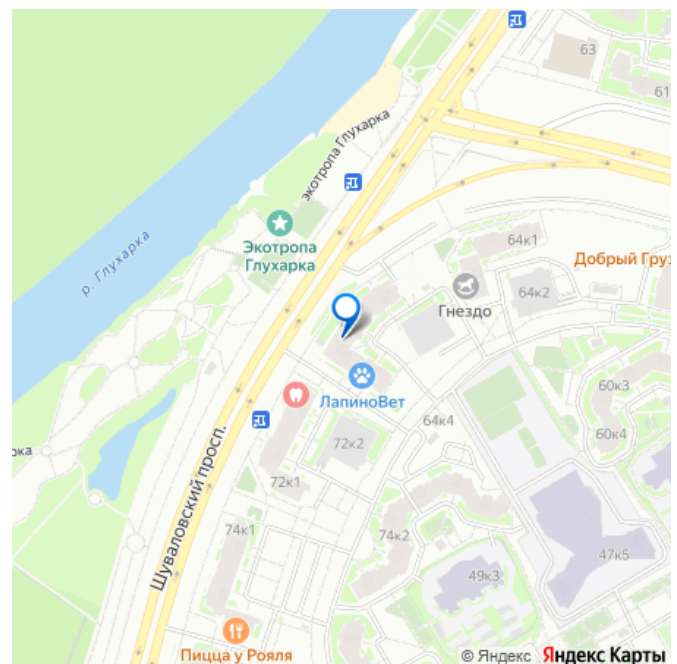 63
61
экотропа Глухарка
Экотропа
Глухарка
р. Глухарка
64к1
Добрый Груз
64к2
Гнездо
ЛапиноВет
60к3
64к4
60к4
72к2
рка
Шуваловский просп.
72к1
74к1
74к2
47к5
49к3
Пицца у Рояля
© Яндекс Яндекс Карты